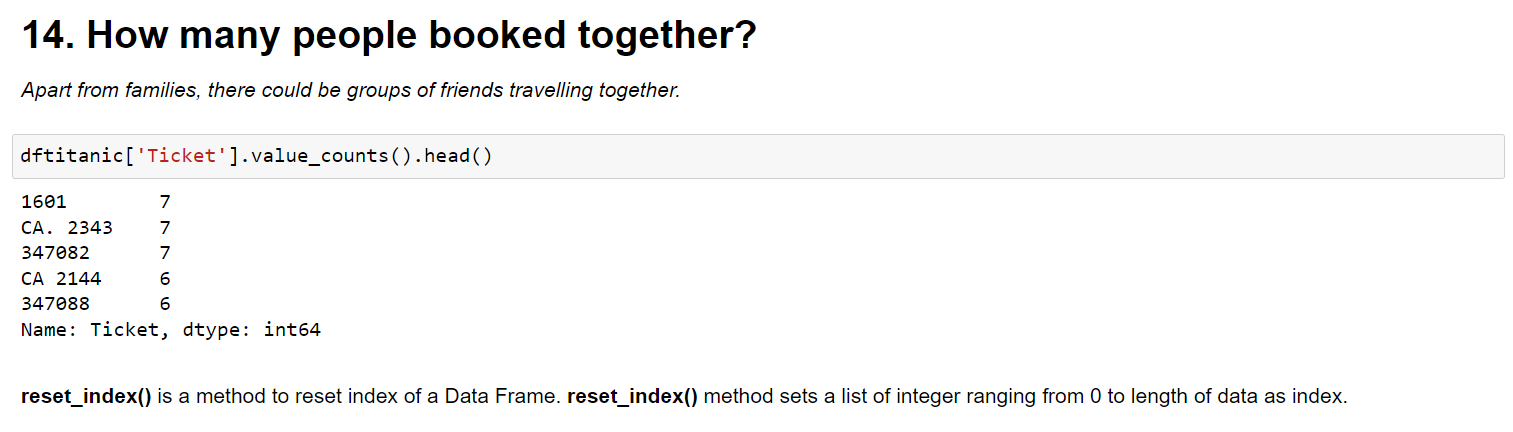 14. How many people booked together?
Apart from families, there could be groups of friends travelling together.
dftitanic['Ticket'].value_counts().head()
1601        7
CA. 2343    7
347082      7
CA 2144     6
347088      6
Name: Ticket, dtype: int64
reset_index() is a method to reset index of a Data Frame. reset_index() method sets a list of integer ranging from 0 to length of data as index.